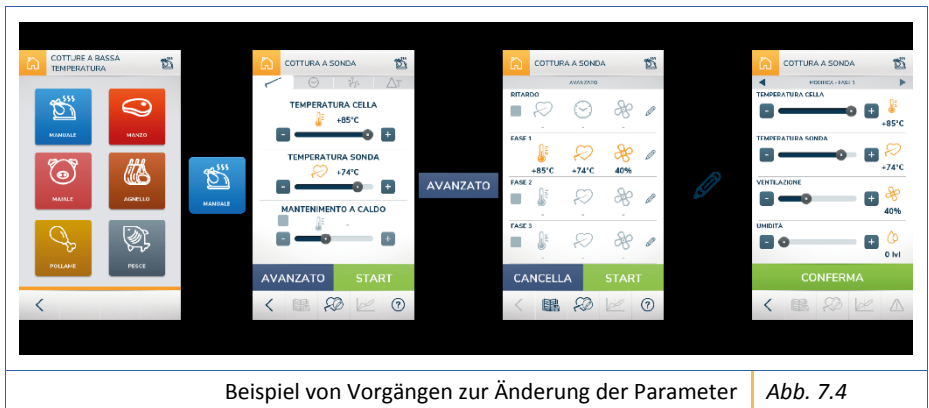 COTTURE A BASSA
TEMPERATURA
MANUALE
MANZO
MAIALE
AGNELLO
POLLAME
PESCE
MANUALE
COTTURA A SONDA
ΔT
TEMPERATURA CELLA
+85°C
-
+
TEMPERATURA SONDA
+74°C
-
+
MANTENIMENTO A CALDO
-
-
+
AVANZATO
START
?
AVANZATO
COTTURA A SONDA
AVANZATO
RITARDO
- - -
FASE 1
+85°C +74°C 40%
FASE 2
- - -
FASE 3
- - -
CANCELLA
START
?
COTTURA A SONDA
MODIFICA - FASE 1
TEMPERATURA CELLA
-
+
+85°C
TEMPERATURA SONDA
-
+
+74°C
VENTILAZIONE
-
+
40%
UMIDITÀ
-
+
0 lvl
CONFERMA
Beispiel von Vorgängen zur Änderung der Parameter
Abb. 7.4